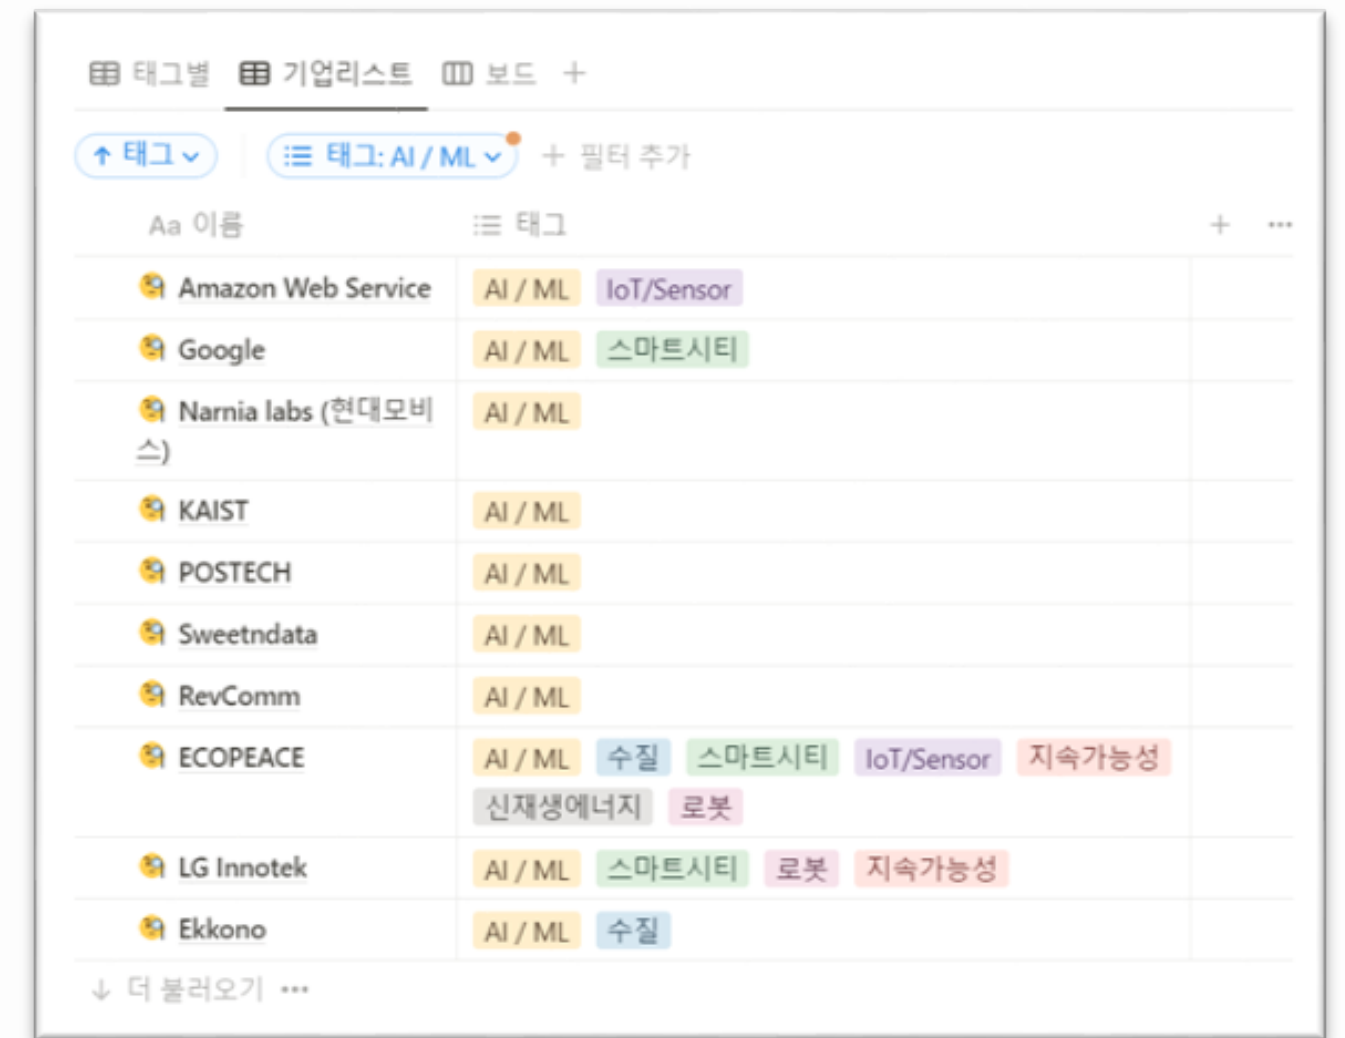 태그별 기업리스트 보드 +
↑ 태그 태그: AI / ML + 필터 추가
Aa 이름 태그 + ···
Amazon Web Service AI / ML IoT/Sensor
Google AI / ML 스마트시티
Narnia labs (현대모비 AI / ML
스)
KAIST AI / ML
POSTECH AI / ML
Sweetndata AI / ML
RevComm AI / ML
ECOPEACE AI / ML 수질 스마트시티 IoT/Sensor 지속가능성
신재생에너지 로봇
LG Innotek AI / ML 스마트시티 로봇 지속가능성
Ekkono AI / ML 수질
↓ 더 불러오기 ···